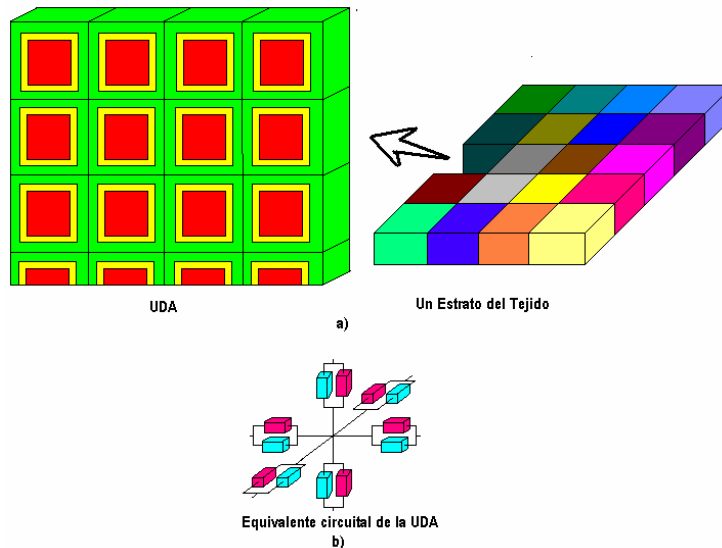 UDA
Un Estrato del Tejido
a)
Equivalente circuital de la UDA
b)